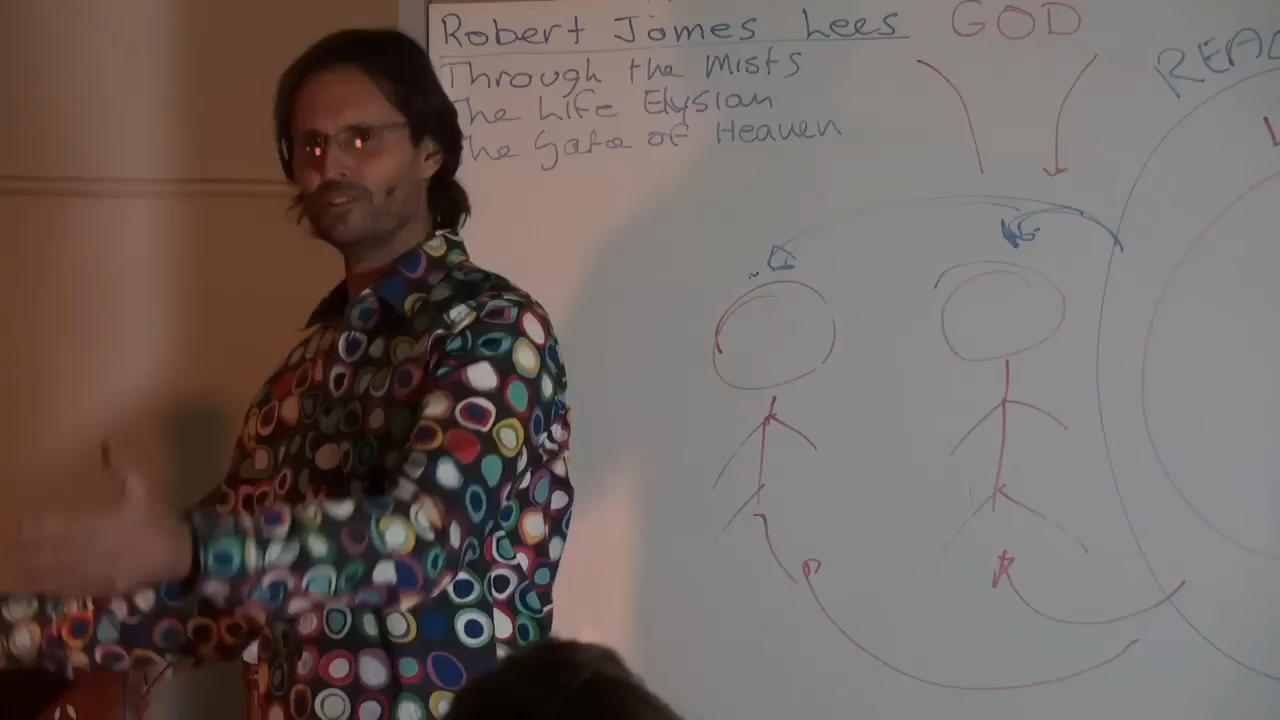 Robert James Lees
Through the Mists
The Life Elysian
The Gate of Heaven
GOD